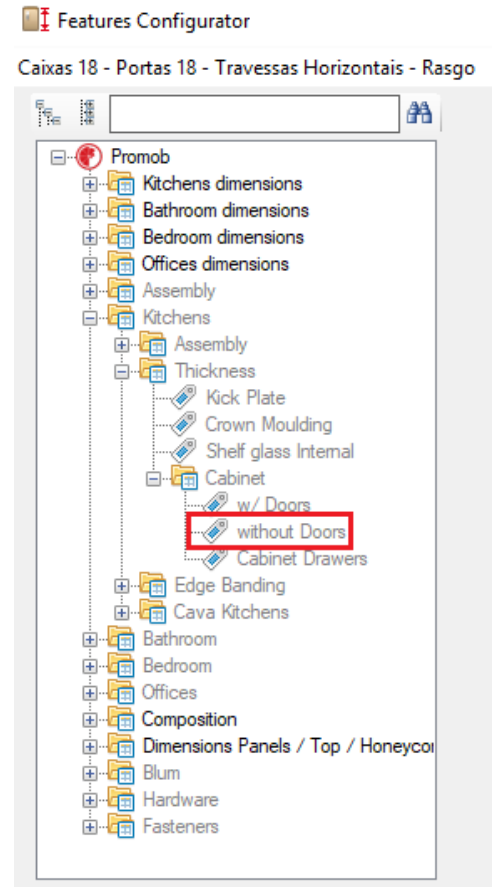 Features Configurator
Caixas 18 - Portas 18 - Travessas Horizontais - Rasgo
Promob
Kitchens dimensions
Bathroom dimensions
Bedroom dimensions
Offices dimensions
Assembly
Kitchens
Assembly
Thickness
Kick Plate
Crown Moulding
Shelf glass Internal
Cabinet
w/ Doors
without Doors
Cabinet Drawers
Edge Banding
Cava Kitchens
Bathroom
Bedroom
Offices
Composition
Dimensions Panels / Top / Honeycor
Blum
Hardware
Fasteners